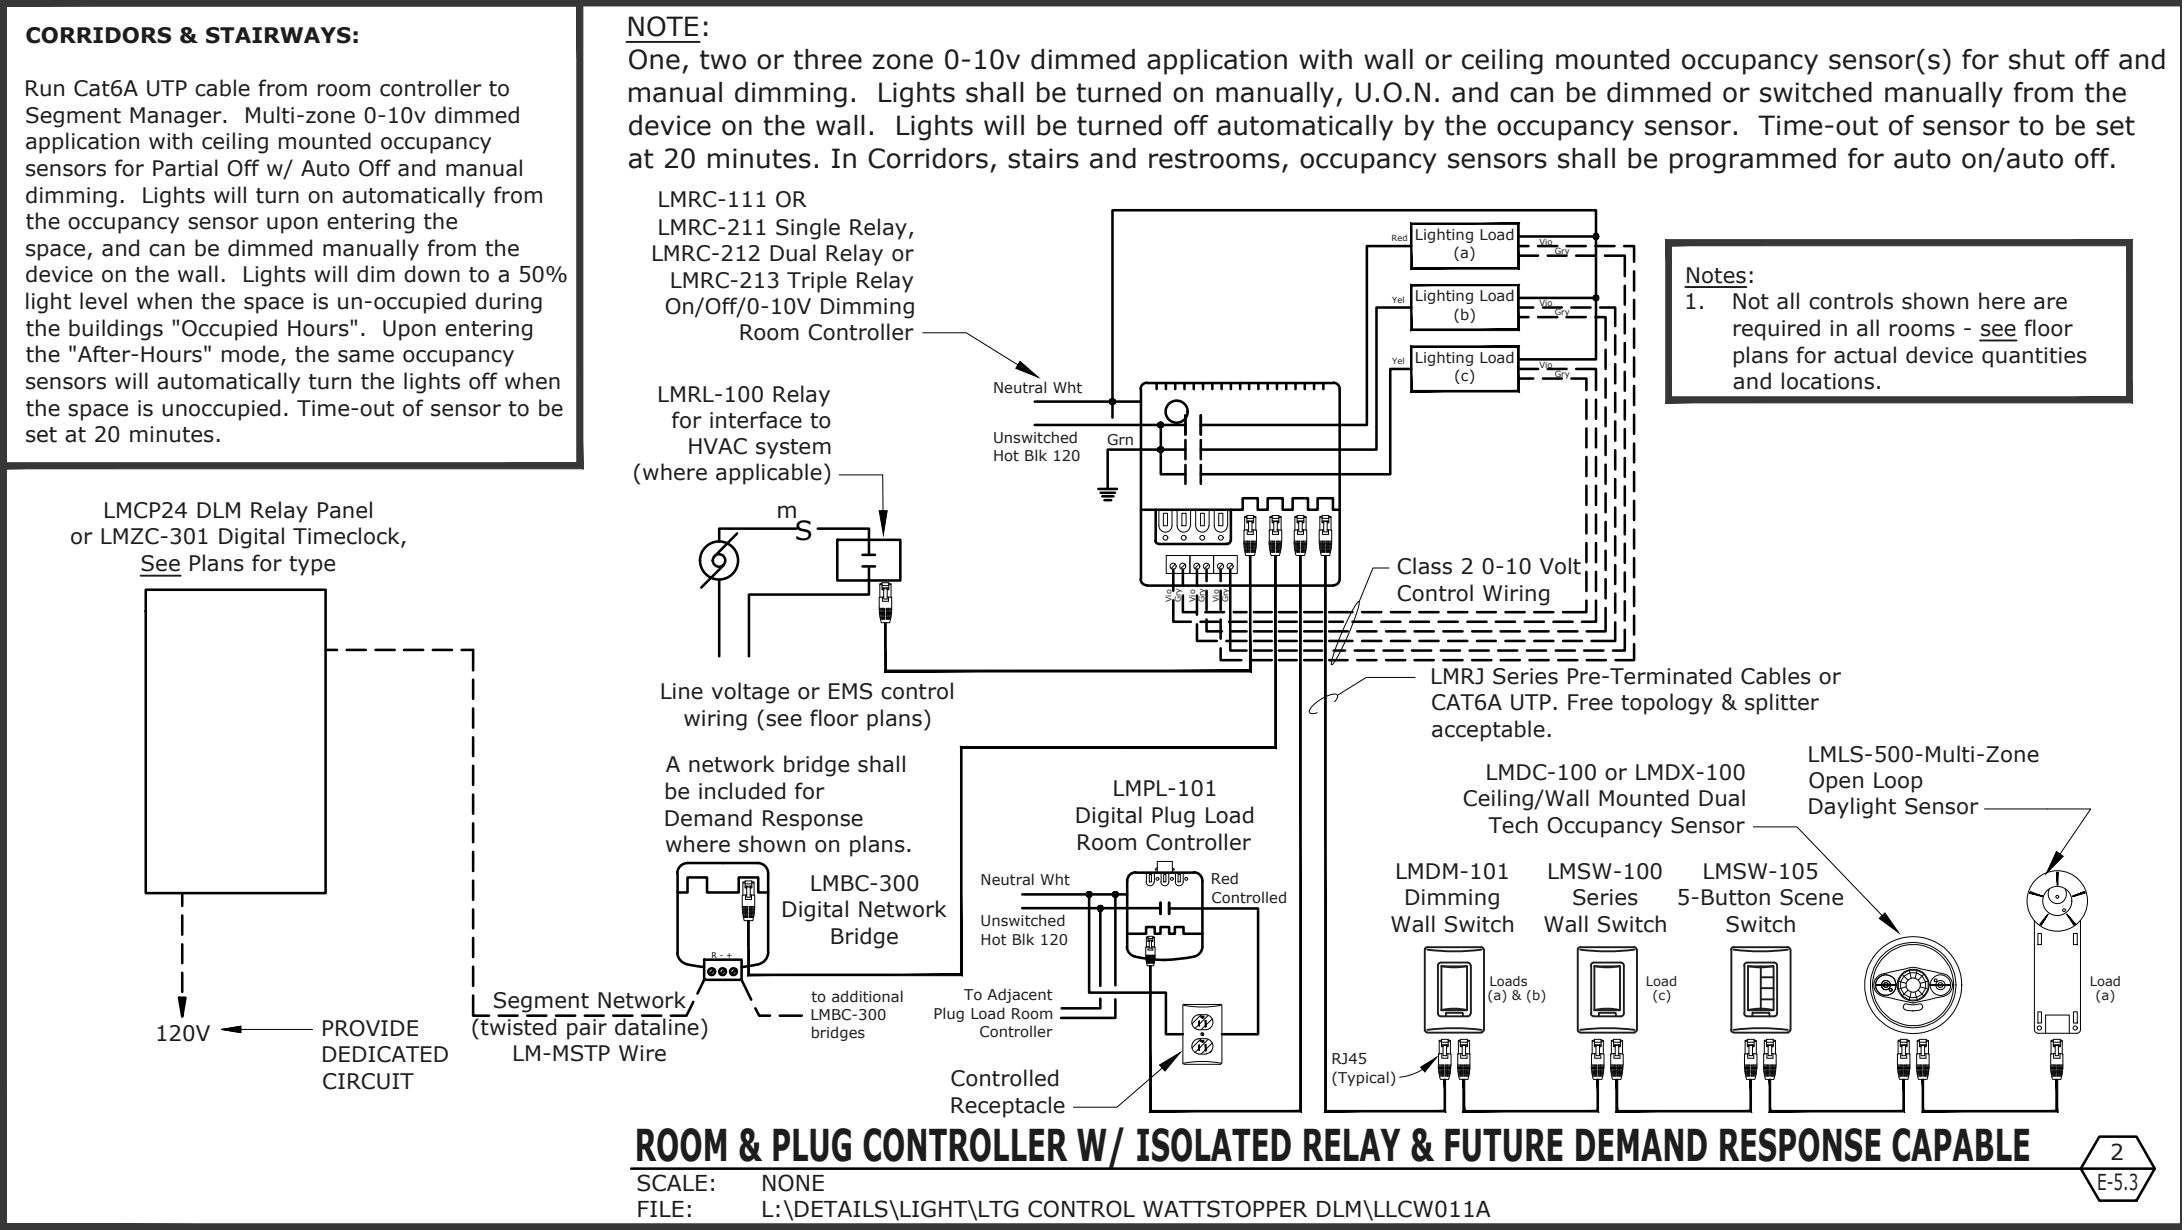 CORRIDORS & STAIRWAYS:
Run Cat6A UTP cable from room controller to
Segment Manager.  Multi-zone 0-10v dimmed
application with ceiling mounted occupancy
sensors for Partial Off w/ Auto Off and manual
dimming.  Lights will turn on automatically from
the occupancy sensor upon entering the
space, and can be dimmed manually from the
device on the wall.  Lights will dim down to a 50%
light level when the space is un-occupied during
the buildings "Occupied Hours".  Upon entering
the "After-Hours" mode, the same occupancy
sensors will automatically turn the lights off when
the space is unoccupied. Time-out of sensor to be
set at 20 minutes.
NOTE:
One, two or three zone 0-10v dimmed application with wall or ceiling mounted occupancy sensor(s) for shut off and
manual dimming.  Lights shall be turned on manually, U.O.N. and can be dimmed or switched manually from the
device on the wall.  Lights will be turned off automatically by the occupancy sensor.  Time-out of sensor to be set
at 20 minutes. In Corridors, stairs and restrooms, occupancy sensors shall be programmed for auto on/auto off.
LMRC-111 OR
LMRC-211 Single Relay,
LMRC-212 Dual Relay or
LMRC-213 Triple Relay
On/Off/0-10V Dimming
Room Controller
Neutral Wht
Unswitched
Hot Blk 120
Grn
Red
Lighting Load
(a)
Vio
Gry
Yel
Lighting Load
(b)
Vio
Gry
Yel
Lighting Load
(c)
Vio
Gry
Notes:
1. Not all controls shown here are
required in all rooms - see floor
plans for actual device quantities
and locations.
LMRL-100 Relay
for interface to
HVAC system
(where applicable)
m
S
Line voltage or EMS control
wiring (see floor plans)
Vio
Gry
Vio
Gry
Vio
Gry
Class 2 0-10 Volt
Control Wiring
LMRJ Series Pre-Terminated Cables or
CAT6A UTP. Free topology & splitter
acceptable.
LMCP24 DLM Relay Panel
or LMZC-301 Digital Timeclock,
See Plans for type
120V
PROVIDE
DEDICATED
CIRCUIT
Segment Network
(twisted pair dataline)
LM-MSTP Wire
A network bridge shall
be included for
Demand Response
where shown on plans.
LMBC-300
Digital Network
Bridge
R - +
to additional
LMBC-300
bridges
LMPL-101
Digital Plug Load
Room Controller
Neutral Wht
Unswitched
Hot Blk 120
Red
Controlled
To Adjacent
Plug Load Room
Controller
Controlled
Receptacle
LMDC-100 or LMDX-100
Ceiling/Wall Mounted Dual
Tech Occupancy Sensor
LMLS-500-Multi-Zone
Open Loop
Daylight Sensor
LMDM-101
Dimming
Wall Switch
Loads
(a) & (b)
LMSW-100
Series
Wall Switch
Load
(c)
LMSW-105
5-Button Scene
Switch
Load
(a)
RJ45
(Typical)
ROOM & PLUG CONTROLLER W/ ISOLATED RELAY & FUTURE DEMAND RESPONSE CAPABLE
2
E-5.3
SCALE: NONE
FILE: L:\DETAILS\LIGHT\LTG CONTROL WATTSTOPPER DLM\LLCW011A